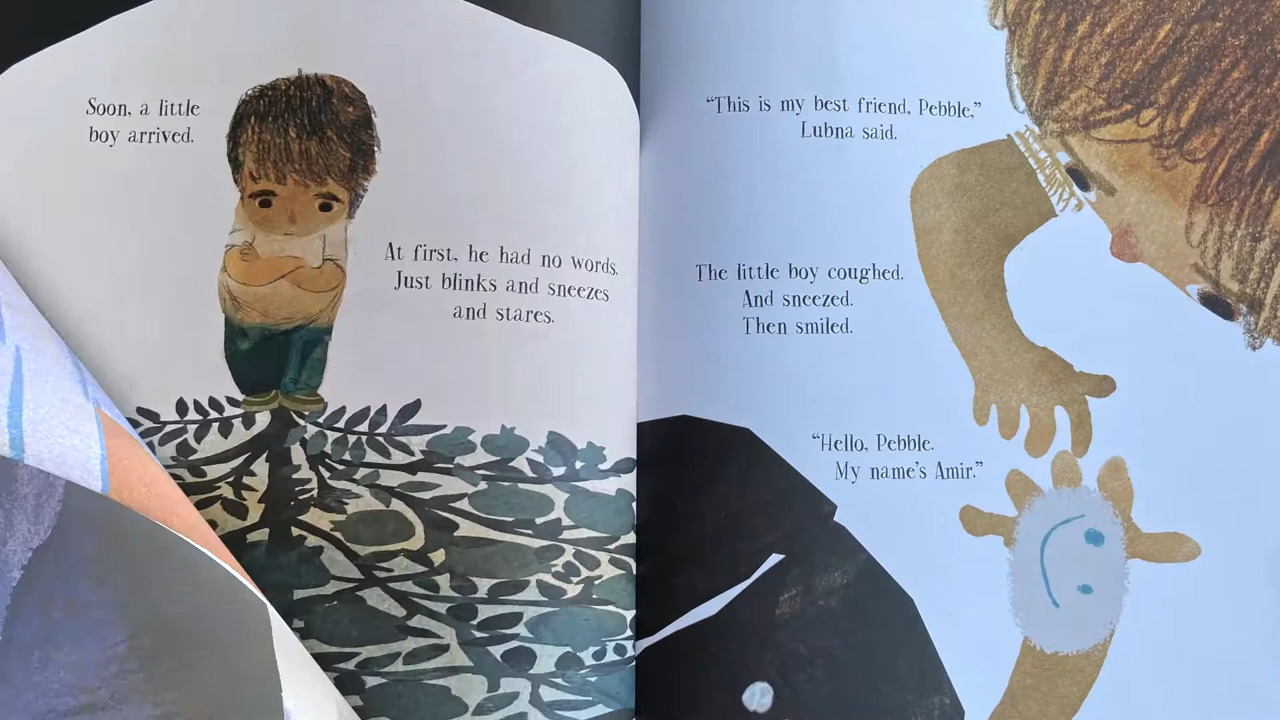 Soon, a little
boy arrived.
At first, he had no words.
Just blinks and sneezes
and stares.
“This is my best friend, Pebble,”
Lubna said.
The little boy coughed.
And sneezed.
Then smiled.
“Hello, Pebble.
My name’s Amir.”